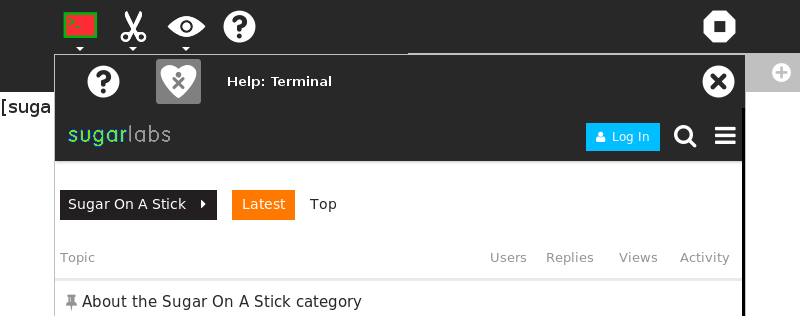 Help: Terminal
[suga
sugarlabs
Log In
Sugar On A Stick
Latest
Top
Topic
Users
Replies
Views
Activity
About the Sugar On A Stick category